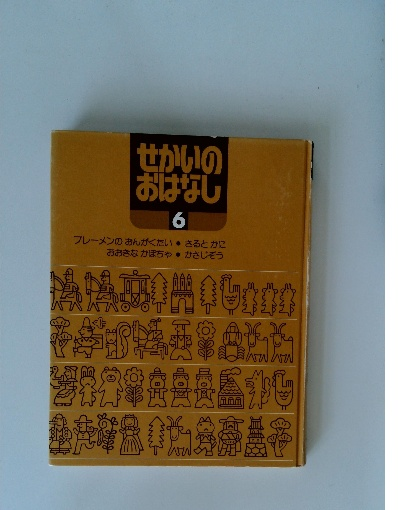 せかいの
おはなし
6
ブレーメンの おんがくたい ● さると かに
おおきな かぼちゃ ● かさじぞう